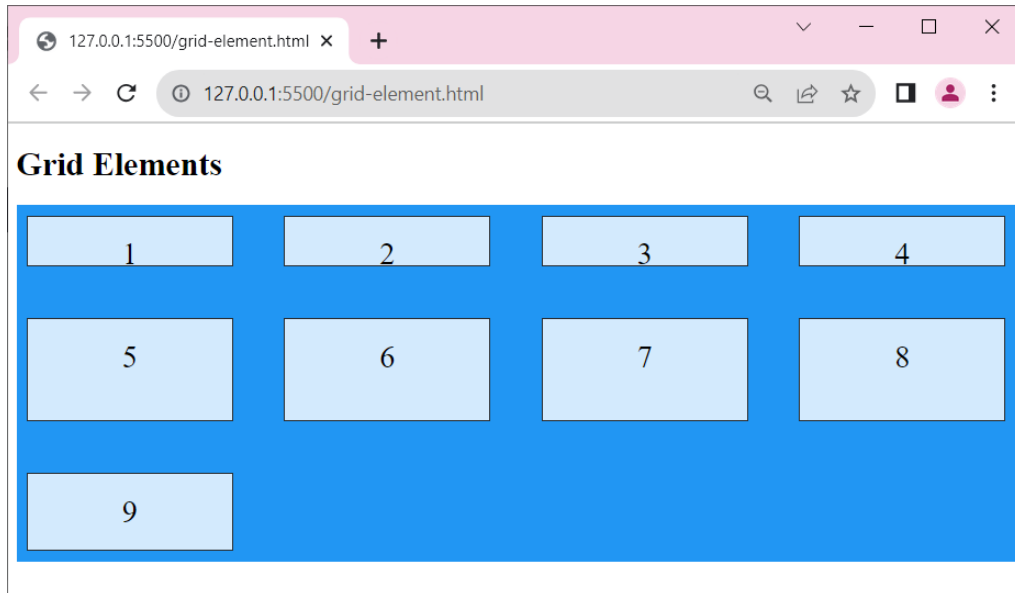 127.0.0.1:5500/grid-element.html
127.0.0.1:5500/grid-element.html
Grid Elements
1 2 3 4
5 6 7 8
9